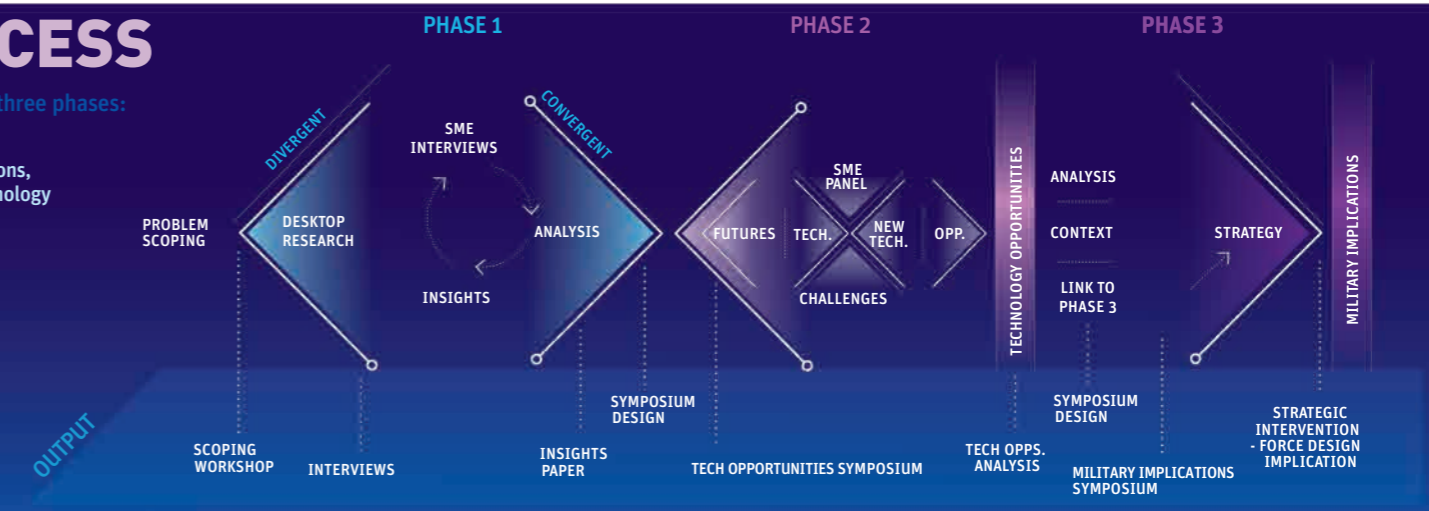 CESS
three phases:
ons,
nology
PHASE 1
PHASE 2
PHASE 3
PROBLEM
SCOPING
DIVERGENT
DESKTOP
RESEARCH
SME
INTERVIEWS
INSIGHTS
CONVERGENT
ANALYSIS
FUTURES
TECH.
SME
PANEL
NEW
TECH.
CHALLENGES
OPP.
TECHNOLOGY OPPORTUNITIES
ANALYSIS
CONTEXT
LINK TO
PHASE 3
STRATEGY
MILITARY IMPLICATIONS
OUTPUT
SCOPING
WORKSHOP
INTERVIEWS
INSIGHTS
PAPER
SYMPOSIUM
DESIGN
TECH OPPORTUNITIES SYMPOSIUM
TECH OPPS.
ANALYSIS
SYMPOSIUM
DESIGN
MILITARY IMPLICATIONS
SYMPOSIUM
STRATEGIC
INTERVENTION
- FORCE DESIGN
IMPLICATION